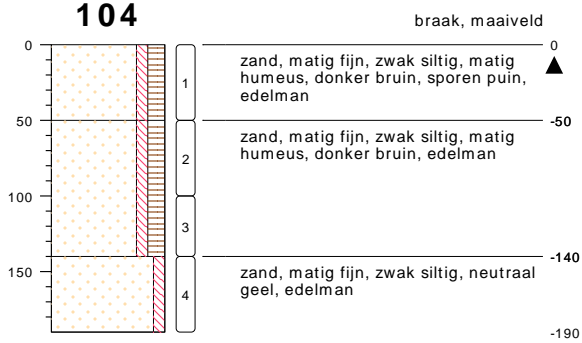 104
braak, maaiveld
0
0
zand, matig fijn, zwak siltig, matig
humeus, donker bruin, sporen puin,
edelman
1
50
-50
zand, matig fijn, zwak siltig, matig
humeus, donker bruin, edelman
2
100
3
-140
150
zand, matig fijn, zwak siltig, neutraal
geel, edelman
4
-190